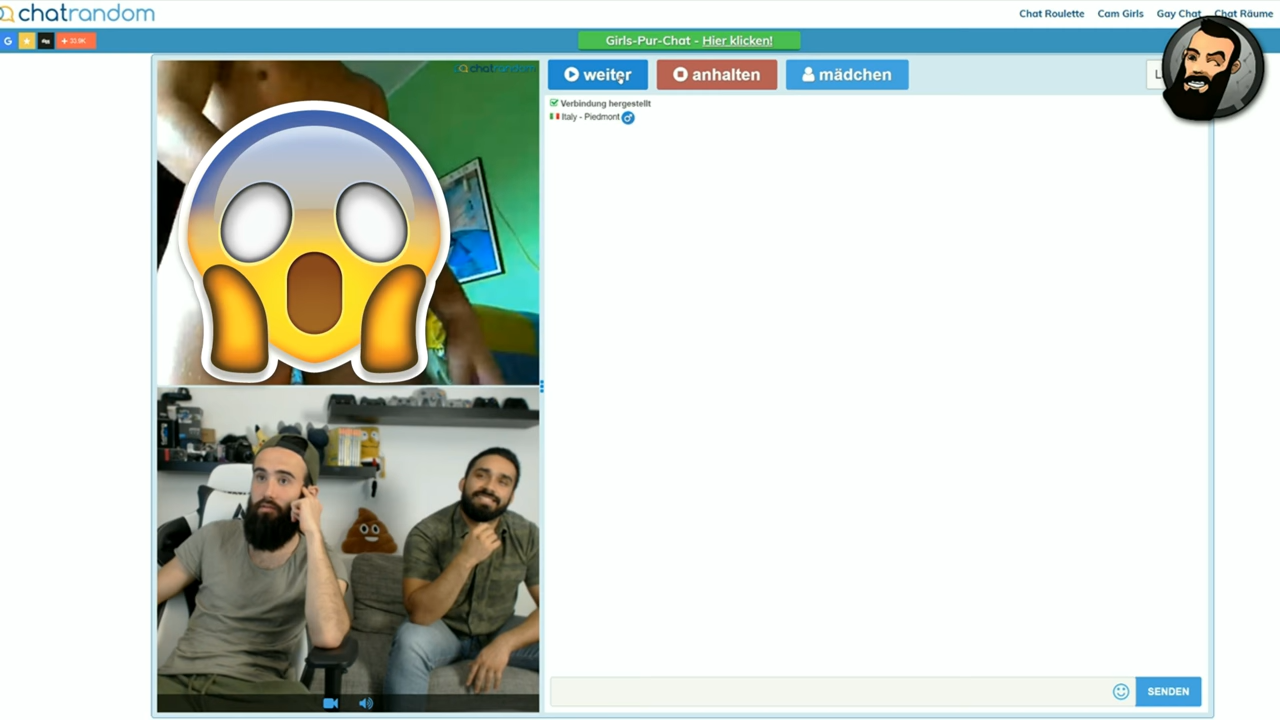 chatrandom
Chat Roulette
Cam Girls
Gay Chat
Chat Räume
Girls-Pur-Chat - Hier klicken!
chatrandom
weiter
anhalten
mädchen
Verbindung hergestellt
Italy - Piedmont
SENDEN